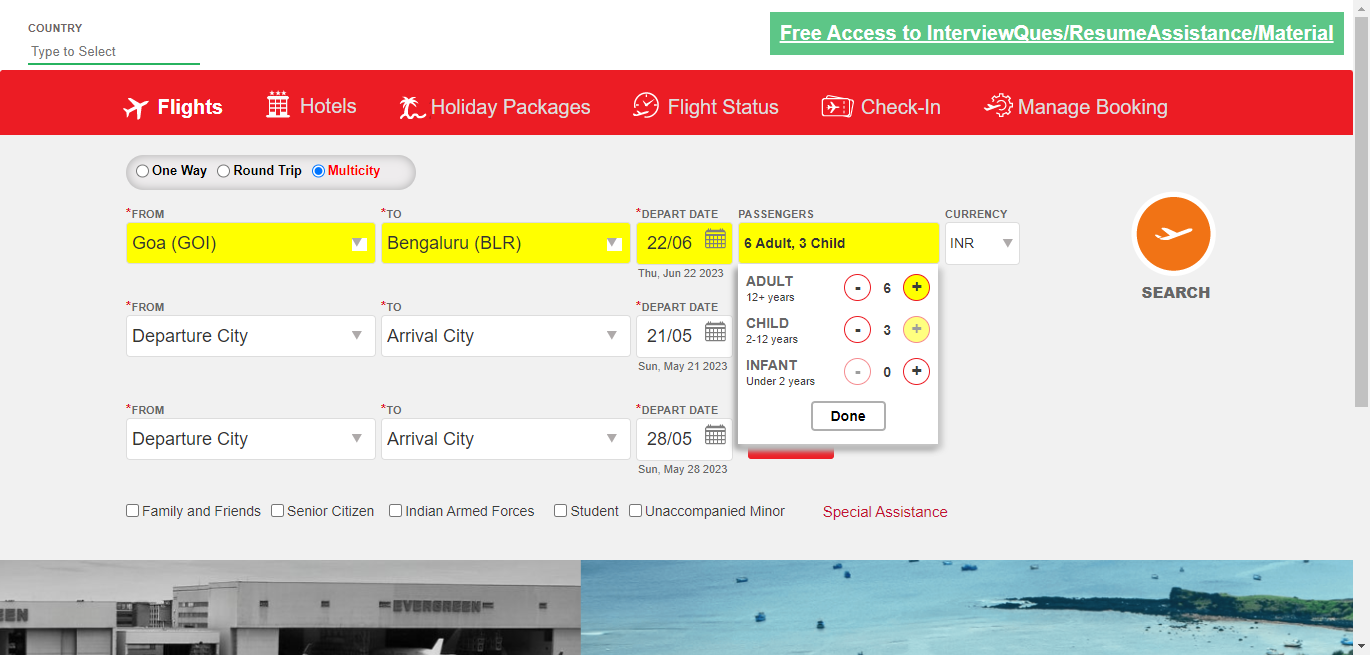 COUNTRY
Type to Select
Free Access to InterviewQues/ResumeAssistance/Material
Flights Hotels Holiday Packages Flight Status Check-In Manage Booking
One Way Round Trip Multicity
*FROM *TO *DEPART DATE PASSENGERS CURRENCY
Goa (GOI) Bengaluru (BLR) 22/06 6 Adult, 3 Child INR
Thu, Jun 22 2023
SEARCH
ADULT - 6 +
12+ years
CHILD - 3 +
2-12 years
INFANT - 0 +
Under 2 years
Done
*FROM *TO *DEPART DATE
Departure City Arrival City 21/05
Sun, May 21 2023
*FROM *TO *DEPART DATE
Departure City Arrival City 28/05
Sun, May 28 2023
Family and Friends Senior Citizen Indian Armed Forces Student Unaccompanied Minor Special Assistance
EEN
EVERGREEN